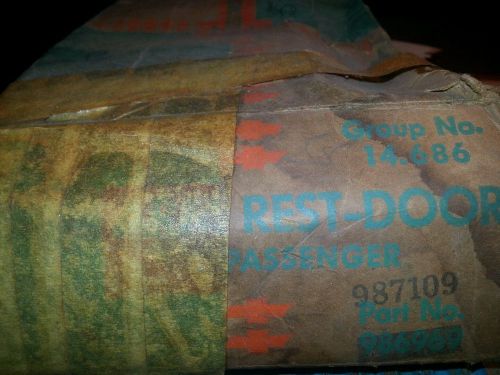 Group No.
14.686
REST-DOOR
PASSENGER
987109
Part No.
986989